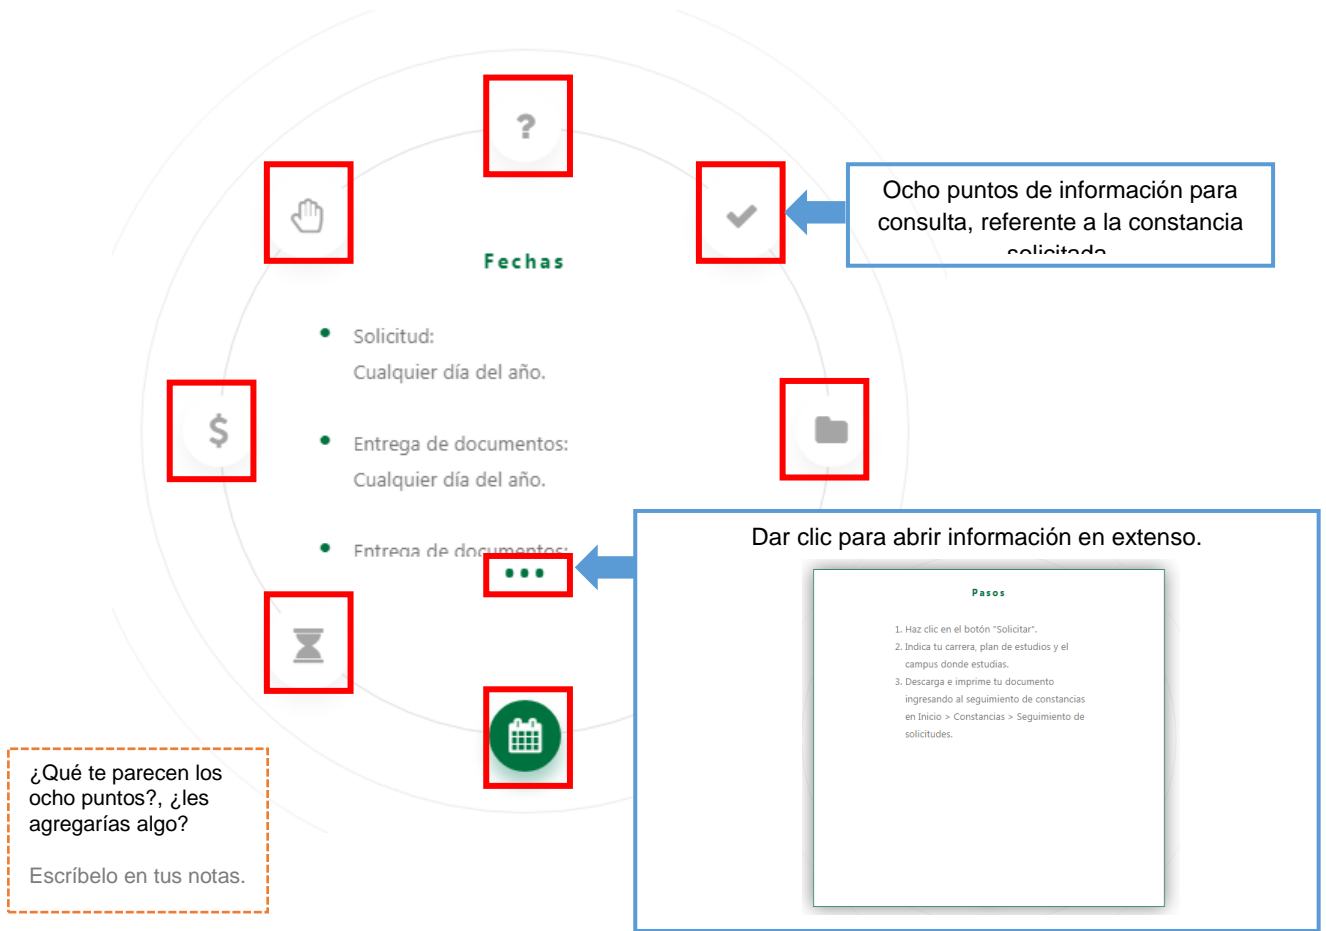 ?
Ocho puntos de información para
consulta, referente a la constancia
solicitada
Fechas
Solicitud:
Cualquier día del año.
$
Entrega de documentos:
Cualquier día del año.
Entrega de documentos:
Dar clic para abrir información en extenso.
Pasos
1. Haz clic en el botón "Solicitar".
2. Indica tu carrera, plan de estudios y el
campus donde estudias.
3. Descarga e imprime tu documento
ingresando al seguimiento de constancias
en Inicio > Constancias > Seguimiento de
solicitudes.
¿Qué te parecen los
ocho puntos?, ¿les
agregarías algo?
Escríbelo en tus notas.